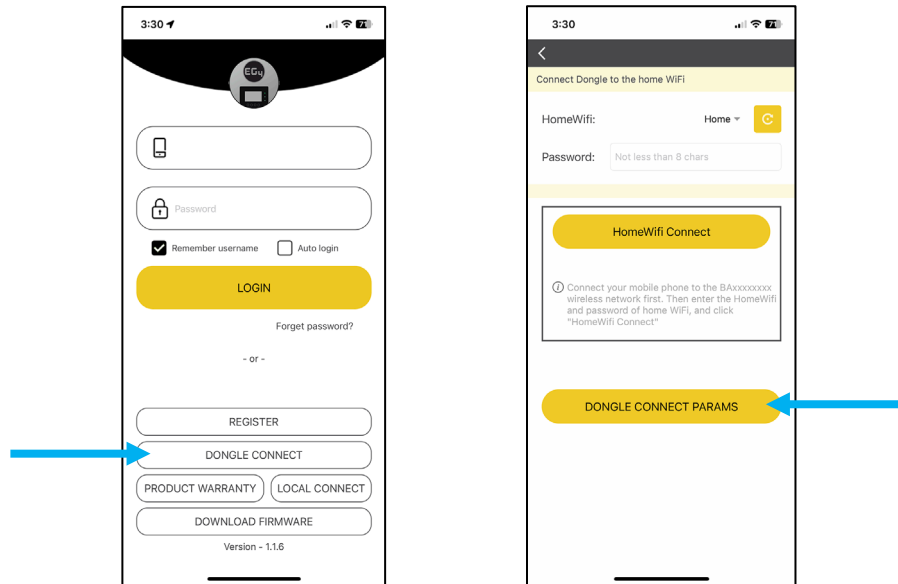 3:30
71
EG4
Password
Remember username
Auto login
LOGIN
Forget password?
- or -
REGISTER
DONGLE CONNECT
PRODUCT WARRANTY
LOCAL CONNECT
DOWNLOAD FIRMWARE
Version - 1.1.6
3:30
71
Connect Dongle to the home WiFi
HomeWifi:
Home
Password:
Not less than 8 chars
HomeWifi Connect
Connect your mobile phone to the BAxxxxxxxx
wireless network first. Then enter the HomeWifi
and password of home WiFi, and click
"HomeWifi Connect"
DONGLE CONNECT PARAMS